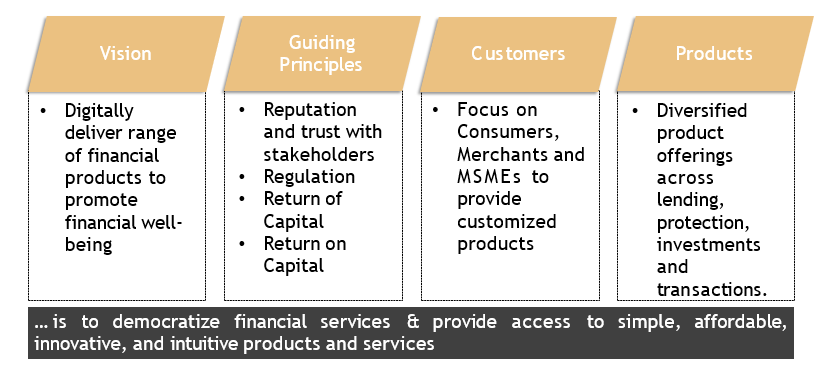 Vision
• Digitally
deliver range
of financial
products to
promote
financial well-
being
Guiding
Principles
• Reputation
and trust with
stakeholders
• Regulation
• Return of
Capital
• Return on
Capital
Customers
• Focus on
Consumers,
Merchants and
MSMEs to
provide
customized
products
Products
• Diversified
product
offerings
across
lending,
protection,
investments
and
transactions.
... is to democratize financial services & provide access to simple, affordable,
innovative, and intuitive products and services